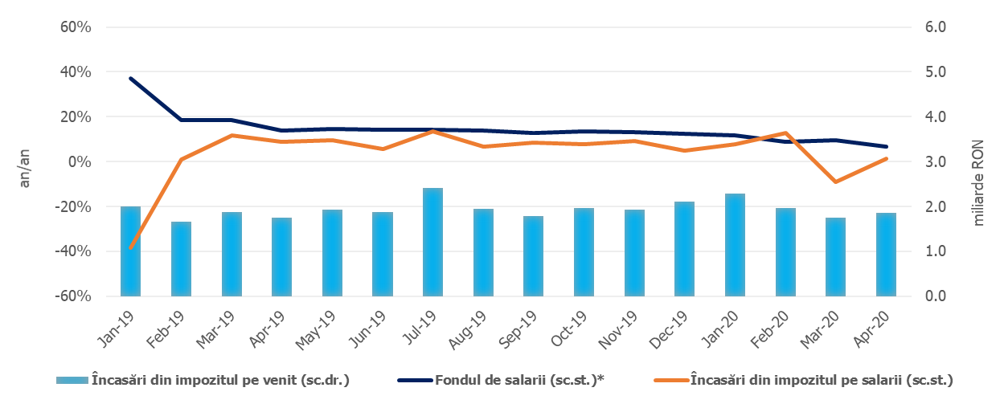 60%
40%
20%
0%
-20%
-40%
-60%
an/an
6.0
5.0
4.0
3.0
2.0
1.0
0.0
miliarde RON
Jan-19
Feb-19
Mar-19
Apr-19
May-19
Jun-19
Jul-19
Aug-19
Sep-19
Oct-19
Nov-19
Dec-19
Jan-20
Feb-20
Mar-20
Apr-20
Încasări din impozitul pe venit (sc.dr.)
Fondul de salarii (sc.st.)*
Încasări din impozitul pe salarii (sc.st.)